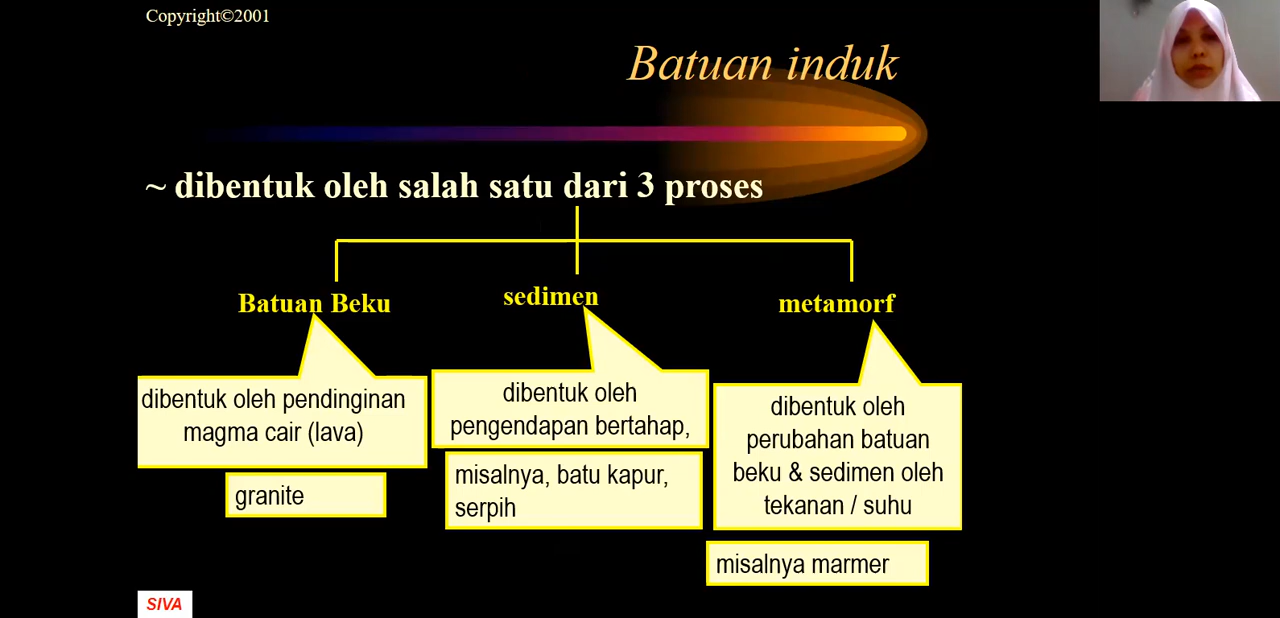 Copyright©2001
Batuan induk
~ dibentuk oleh salah satu dari 3 proses
Batuan Beku
dibentuk oleh pendinginan
magma cair (lava)
granite
sedimen
dibentuk oleh
pengendapan bertahap,
misalnya, batu kapur,
serpih
metamorf
dibentuk oleh
perubahan batuan
beku & sedimen oleh
tekanan / suhu
misalnya marmer
SIVA